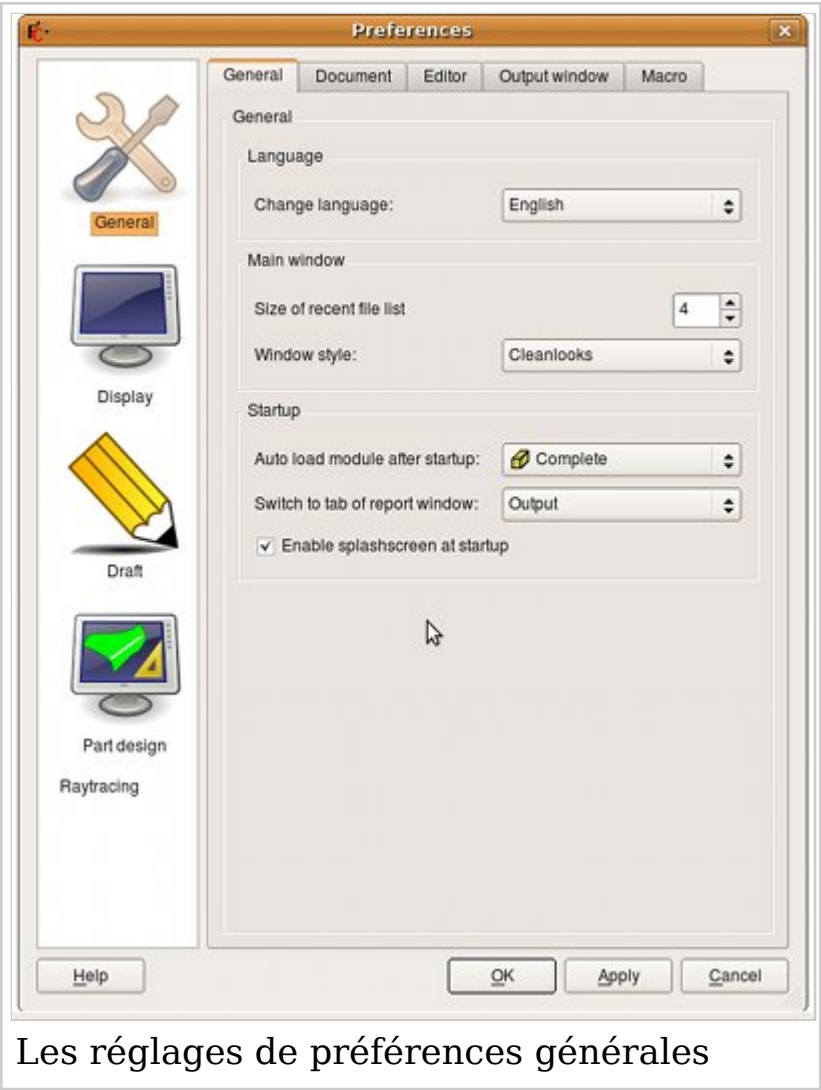 Preferences
General Document Editor Output window Macro
General
Language
Change language: English
Main window
Size of recent file list 4
Window style: Cleanlooks
Startup
Auto load module after startup: Complete
Switch to tab of report window: Output
Enable splashscreen at startup
General
Display
Draft
Part design
Raytracing
Help OK Apply Cancel
Les réglages de préférences générales